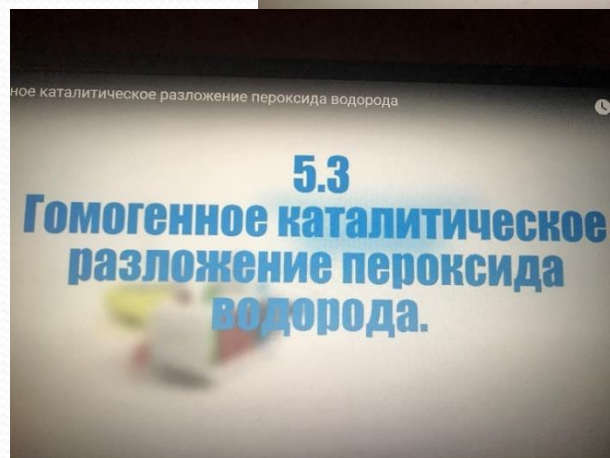 ное каталитическое разложение пероксида водорода
5.3
Гомогенное каталитическое
разложение пероксида
водорода.